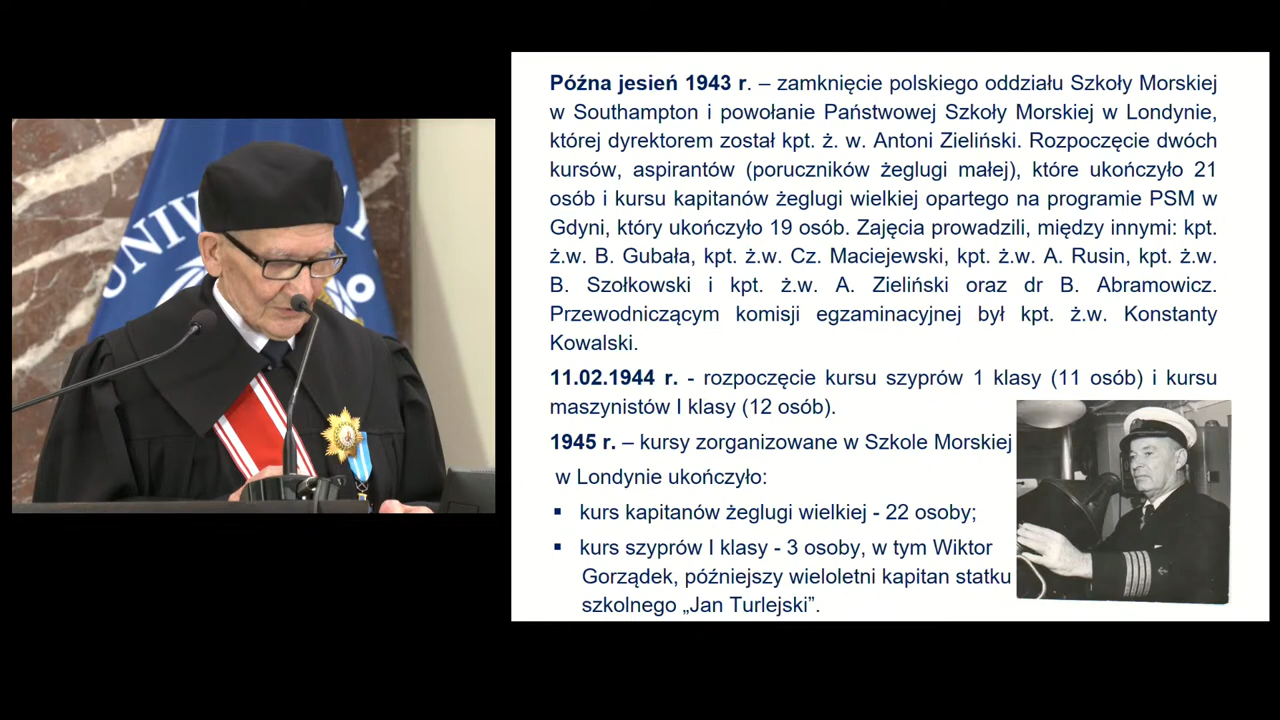 UNIW
Późna jesień 1943 r. – zamknięcie polskiego oddziału Szkoły Morskiej
w Southampton i powołanie Państwowej Szkoły Morskiej w Londynie,
której dyrektorem został kpt. ż. w. Antoni Zieliński. Rozpoczęcie dwóch
kursów, aspirantów (poruczników żeglugi małej), które ukończyło 21
osób i kursu kapitanów żeglugi wielkiej opartego na programie PSM w
Gdyni, który ukończyło 19 osób. Zajęcia prowadzili, między innymi: kpt.
ż.w. B. Gubała, kpt. ż.w. Cz. Maciejewski, kpt. ż.w. A. Rusin, kpt. ż.w.
B. Szołkowski i kpt. ż.w. A. Zieliński oraz dr B. Abramowicz.
Przewodniczącym komisji egzaminacyjnej był kpt. ż.w. Konstanty
Kowalski.
11.02.1944 r. - rozpoczęcie kursu szyprów 1 klasy (11 osób) i kursu
maszynistów I klasy (12 osób).
1945 r. – kursy zorganizowane w Szkole Morskiej
w Londynie ukończyło:
▪ kurs kapitanów żeglugi wielkiej - 22 osoby;
▪ kurs szyprów I klasy - 3 osoby, w tym Wiktor
Gorządek, późniejszy wieloletni kapitan statku
szkolnego „Jan Turlejski”.